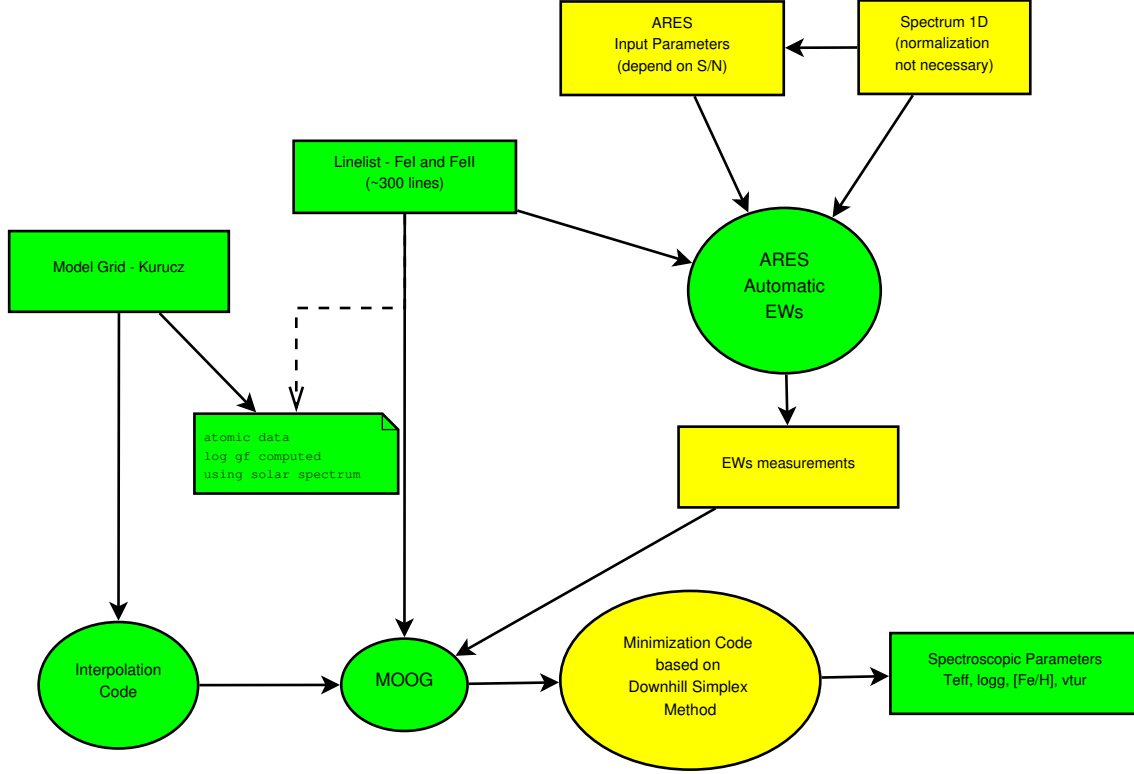 ARES
Input Parameters
(depend on S/N)
Spectrum 1D
(normalization
not necessary)
Linelist - FeI and FeII
(~300 lines)
Model Grid - Kurucz
ARES
Automatic
EWs
atomic data
log gf computed
using solar spectrum
EWs measurements
Interpolation
Code
MOOG
Minimization Code
based on
Downhill Simplex
Method
Spectroscopic Parameters
Teff, logg, [Fe/H], vtur